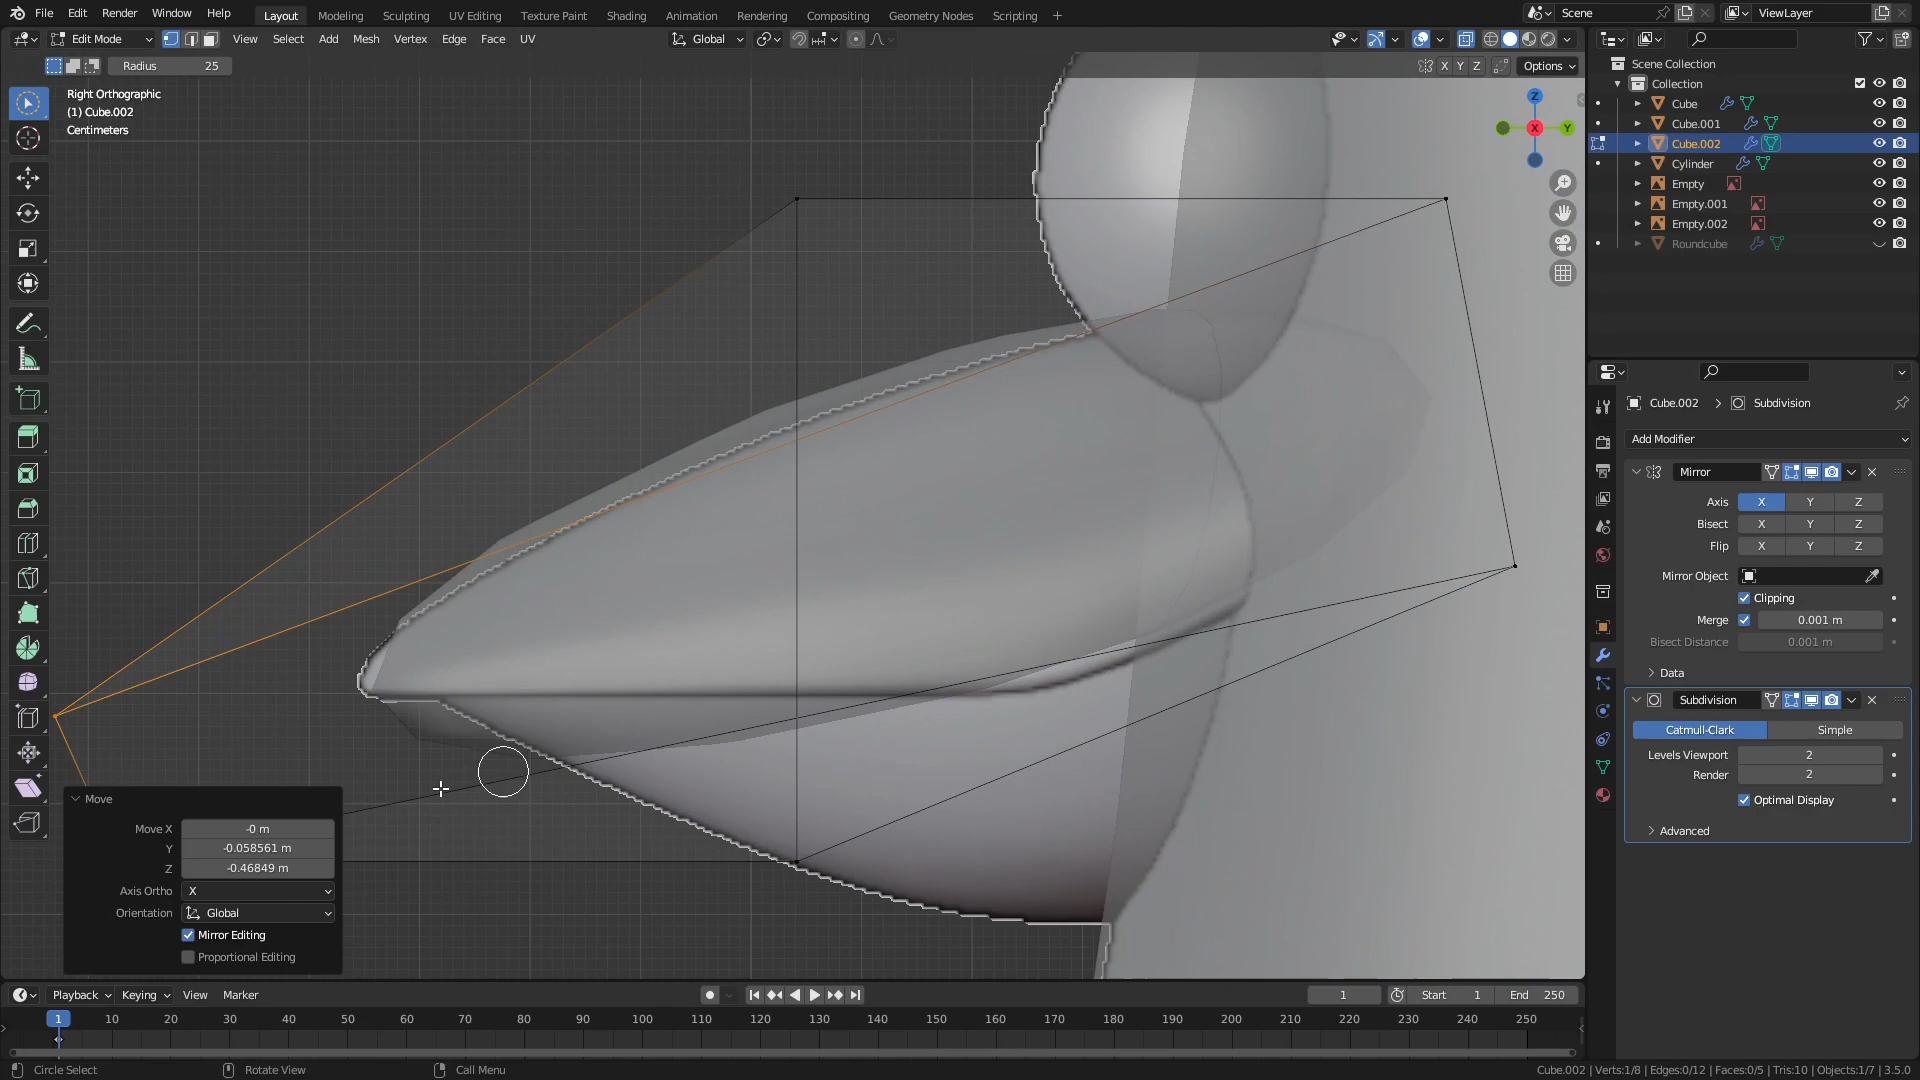 File Edit Render Window Help Layout Modeling Sculpting UV Editing Texture Paint Shading Animation Rendering Compositing Geometry Nodes Scripting + Scene ViewLayer
Edit Mode View Select Add Mesh Vertex Edge Face UV Global
Radius 25 X Y Z Options
Right Orthographic
(1) Cube.002
Centimeters
Z
X
Y
Scene Collection
Collection
Cube
Cube.001
Cube.002
Cylinder
Empty
Empty.001
Empty.002
Roundcube
Cube.002 > Subdivision
Add Modifier
Mirror
Axis X Y Z
Bisect X Y Z
Flip X Y Z
Mirror Object
Clipping
Merge 0.001 m
Bisect Distance 0.001 m
Data
Subdivision
Catmull-Clark Simple
Levels Viewport 2
Render 2
Optimal Display
Advanced
Move
Move X -0 m
Y -0.058561 m
Z -0.46849 m
Axis Ortho X
Orientation Global
Mirror Editing
Proportional Editing
Playback Keying View Marker 1 Start 1 End 250
1 10 20 30 40 50 60 70 80 90 100 110 120 130 140 150 160 170 180 190 200 210 220 230 240 250
Circle Select Rotate View Call Menu Cube.002 | Verts:1/8 | Edges:0/12 | Faces:0/5 | Tris:10 | Objects:1/7 | 3.5.0